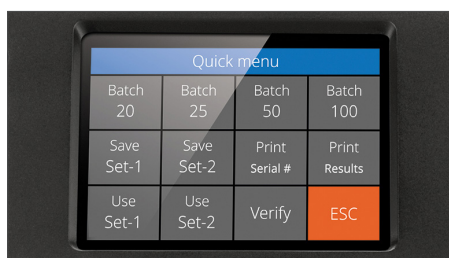 Quick menu
Batch Batch Batch Batch
20 25 50 100
Save Save Print Print
Set-1 Set-2 Serial # Results
Use Use Verify ESC
Set-1 Set-2